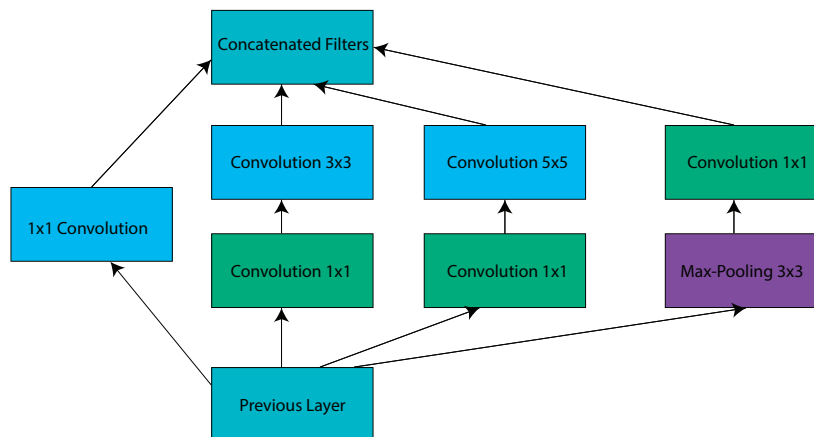 Concatenated Filters
Convolution 3x3
Convolution 5x5
Convolution 1x1
1x1 Convolution
Convolution 1x1
Convolution 1x1
Max-Pooling 3x3
Previous Layer